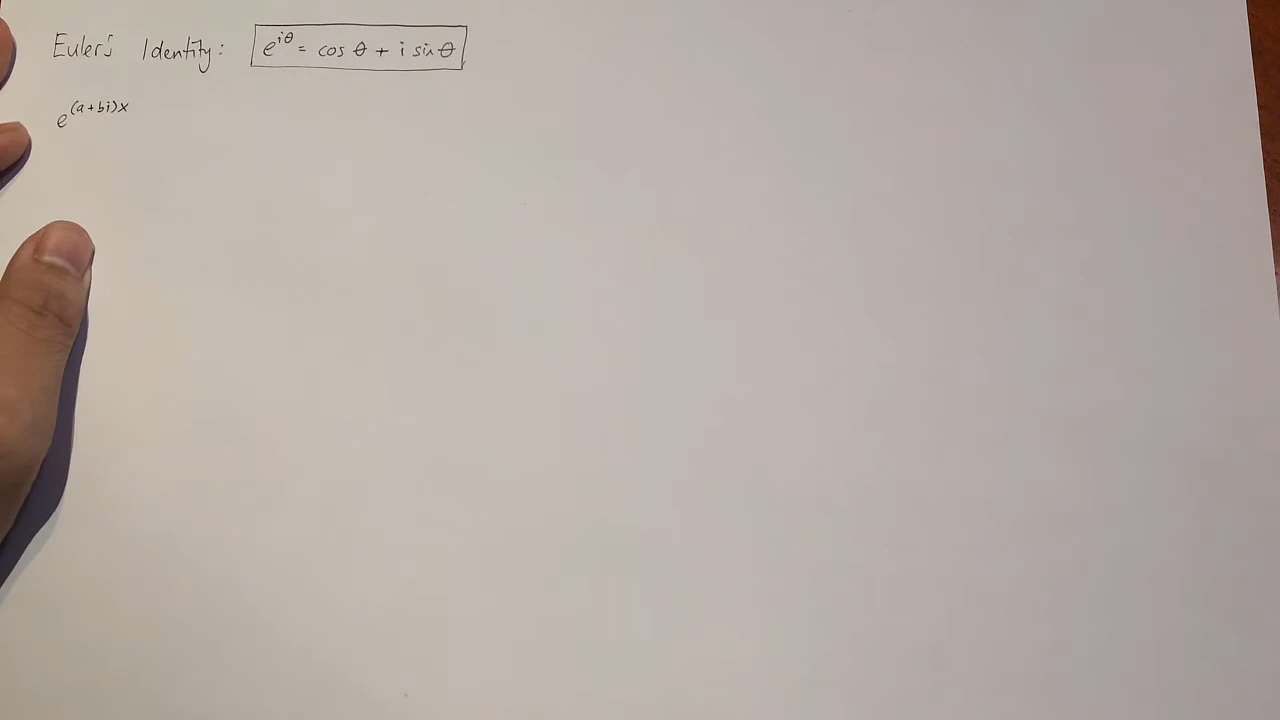 Euler's Identity: e^{iθ} = cos θ + i sin θ
e^{(a+bi)x}